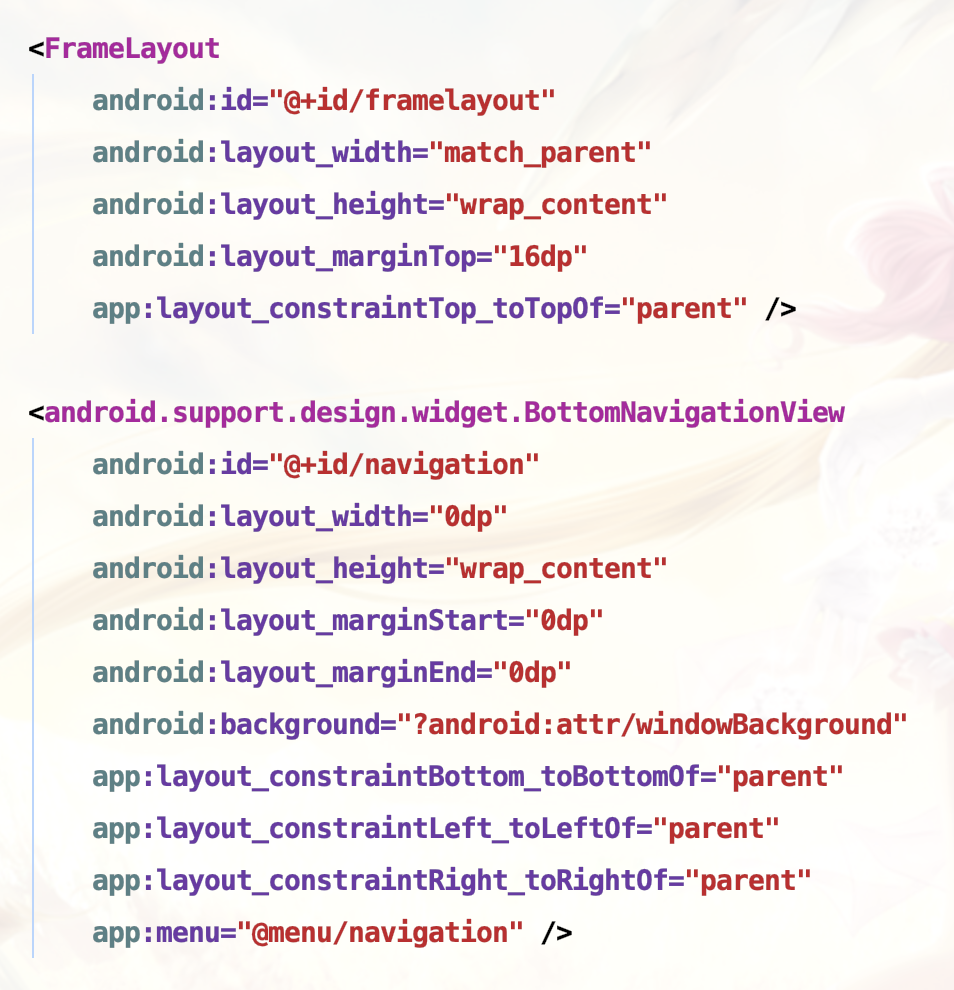 <FrameLayout
android:id="@+id/framelayout"
android:layout_width="match_parent"
android:layout_height="wrap_content"
android:layout_marginTop="16dp"
app:layout_constraintTop_toTopOf="parent" />
<android.support.design.widget.BottomNavigationView
android:id="@+id/navigation"
android:layout_width="0dp"
android:layout_height="wrap_content"
android:layout_marginStart="0dp"
android:layout_marginEnd="0dp"
android:background="?android:attr/windowBackground"
app:layout_constraintBottom_toBottomOf="parent"
app:layout_constraintLeft_toLeftOf="parent"
app:layout_constraintRight_toRightOf="parent"
app:menu="@menu/navigation" />